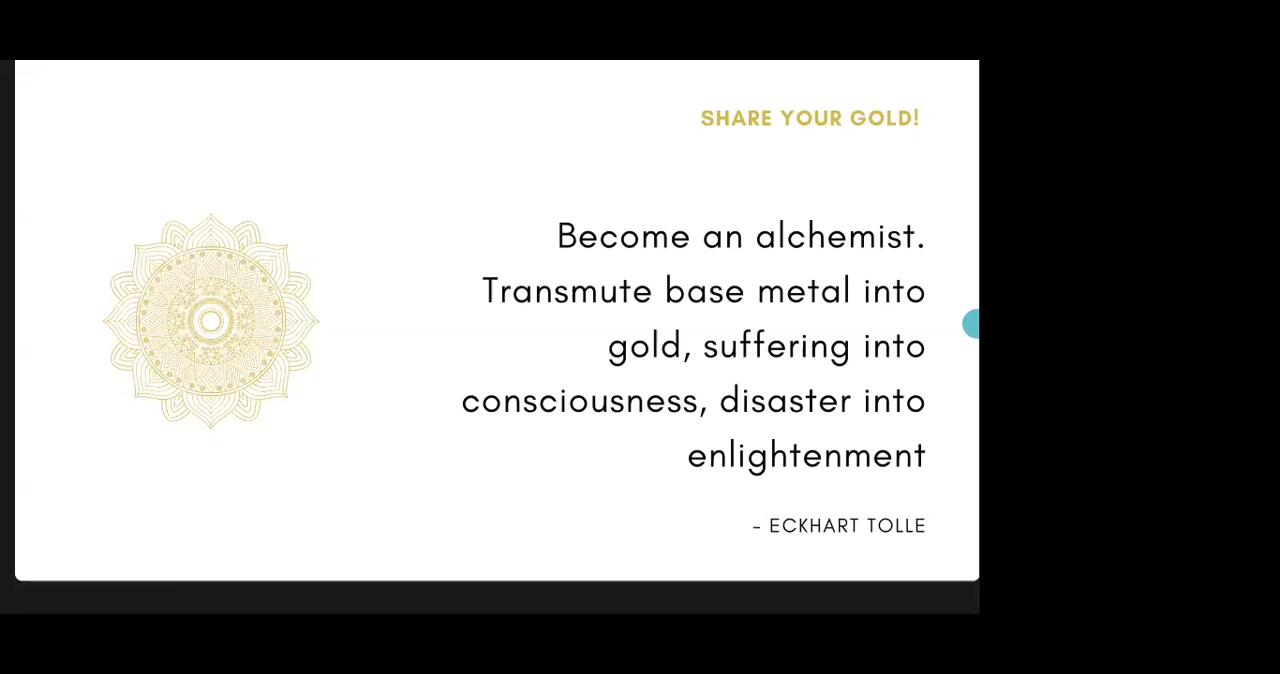 SHARE YOUR GOLD!
Become an alchemist.
Transmute base metal into
gold, suffering into
consciousness, disaster into
enlightenment
- ECKHART TOLLE